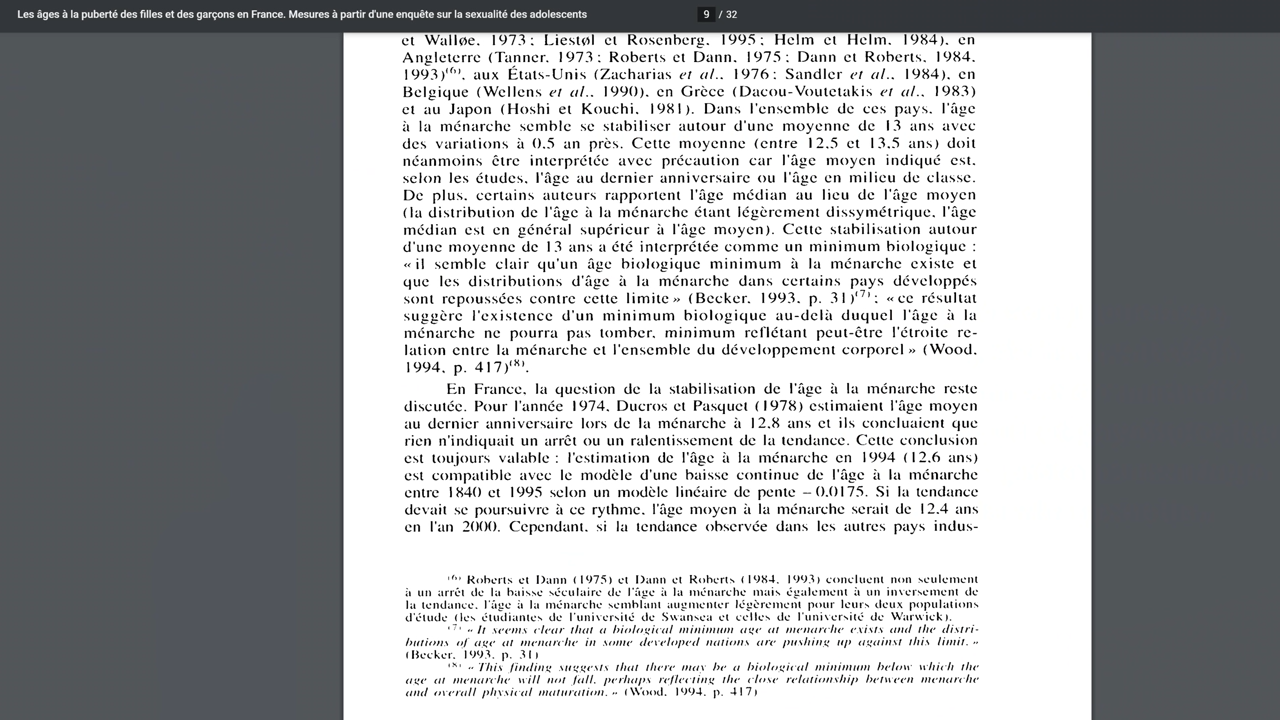 Les âges à la puberté des filles et des garçons en France. Mesures à partir d'une enquête sur la sexualité des adolescents
9 / 32
et Walløe, 1973 ; Liestøl et Rosenberg, 1995 ; Helm et Helm, 1984), en
Angleterre (Tanner, 1973 ; Roberts et Dann, 1975 ; Dann et Roberts, 1984,
1993)(6), aux États-Unis (Zacharias et al., 1976 ; Sandler et al., 1984), en
Belgique (Wellens et al., 1990), en Grèce (Dacou-Voutetakis et al., 1983)
et au Japon (Hoshi et Kouchi, 1981). Dans l'ensemble de ces pays, l'âge
à la ménarche semble se stabiliser autour d'une moyenne de 13 ans avec
des variations à 0,5 an près. Cette moyenne (entre 12,5 et 13,5 ans) doit
néanmoins être interprétée avec précaution car l'âge moyen indiqué est,
selon les études, l'âge au dernier anniversaire ou l'âge en milieu de classe.
De plus, certains auteurs rapportent l'âge médian au lieu de l'âge moyen
(la distribution de l'âge à la ménarche étant légèrement dissymétrique, l'âge
médian est en général supérieur à l'âge moyen). Cette stabilisation autour
d'une moyenne de 13 ans a été interprétée comme un minimum biologique :
« il semble clair qu'un âge biologique minimum à la ménarche existe et
que les distributions d'âge à la ménarche dans certains pays développés
sont repoussées contre cette limite » (Becker, 1993, p. 31)(7) ; « ce résultat
suggère l'existence d'un minimum biologique au-delà duquel l'âge à la
ménarche ne pourra pas tomber, minimum reflétant peut-être l'étroite re-
lation entre la ménarche et l'ensemble du développement corporel » (Wood,
1994, p. 417)(8).
En France, la question de la stabilisation de l'âge à la ménarche reste
discutée. Pour l'année 1974, Ducros et Pasquet (1978) estimaient l'âge moyen
au dernier anniversaire lors de la ménarche à 12,8 ans et ils concluaient que
rien n'indiquait un arrêt ou un ralentissement de la tendance. Cette conclusion
est toujours valable : l'estimation de l'âge à la ménarche en 1994 (12,6 ans)
est compatible avec le modèle d'une baisse continue de l'âge à la ménarche
entre 1840 et 1995 selon un modèle linéaire de pente – 0,0175. Si la tendance
devait se poursuivre à ce rythme, l'âge moyen à la ménarche serait de 12,4 ans
en l'an 2000. Cependant, si la tendance observée dans les autres pays indus-
(6) Roberts et Dann (1975) et Dann et Roberts (1984, 1993) concluent non seulement
à un arrêt de la baisse séculaire de l'âge à la ménarche mais également à un inversement de
la tendance, l'âge à la ménarche semblant augmenter légèrement pour leurs deux populations
d'étude (les étudiantes de l'université de Swansea et celles de l'université de Warwick).
(7) « It seems clear that a biological minimum age at menarche exists and the distri-
butions of age at menarche in some developed nations are pushing up against this limit. »
(Becker, 1993, p. 31)
(8) « This finding suggests that there may be a biological minimum below which the
age at menarche will not fall, perhaps reflecting the close relationship between menarche
and overall physical maturation. » (Wood, 1994, p. 417)